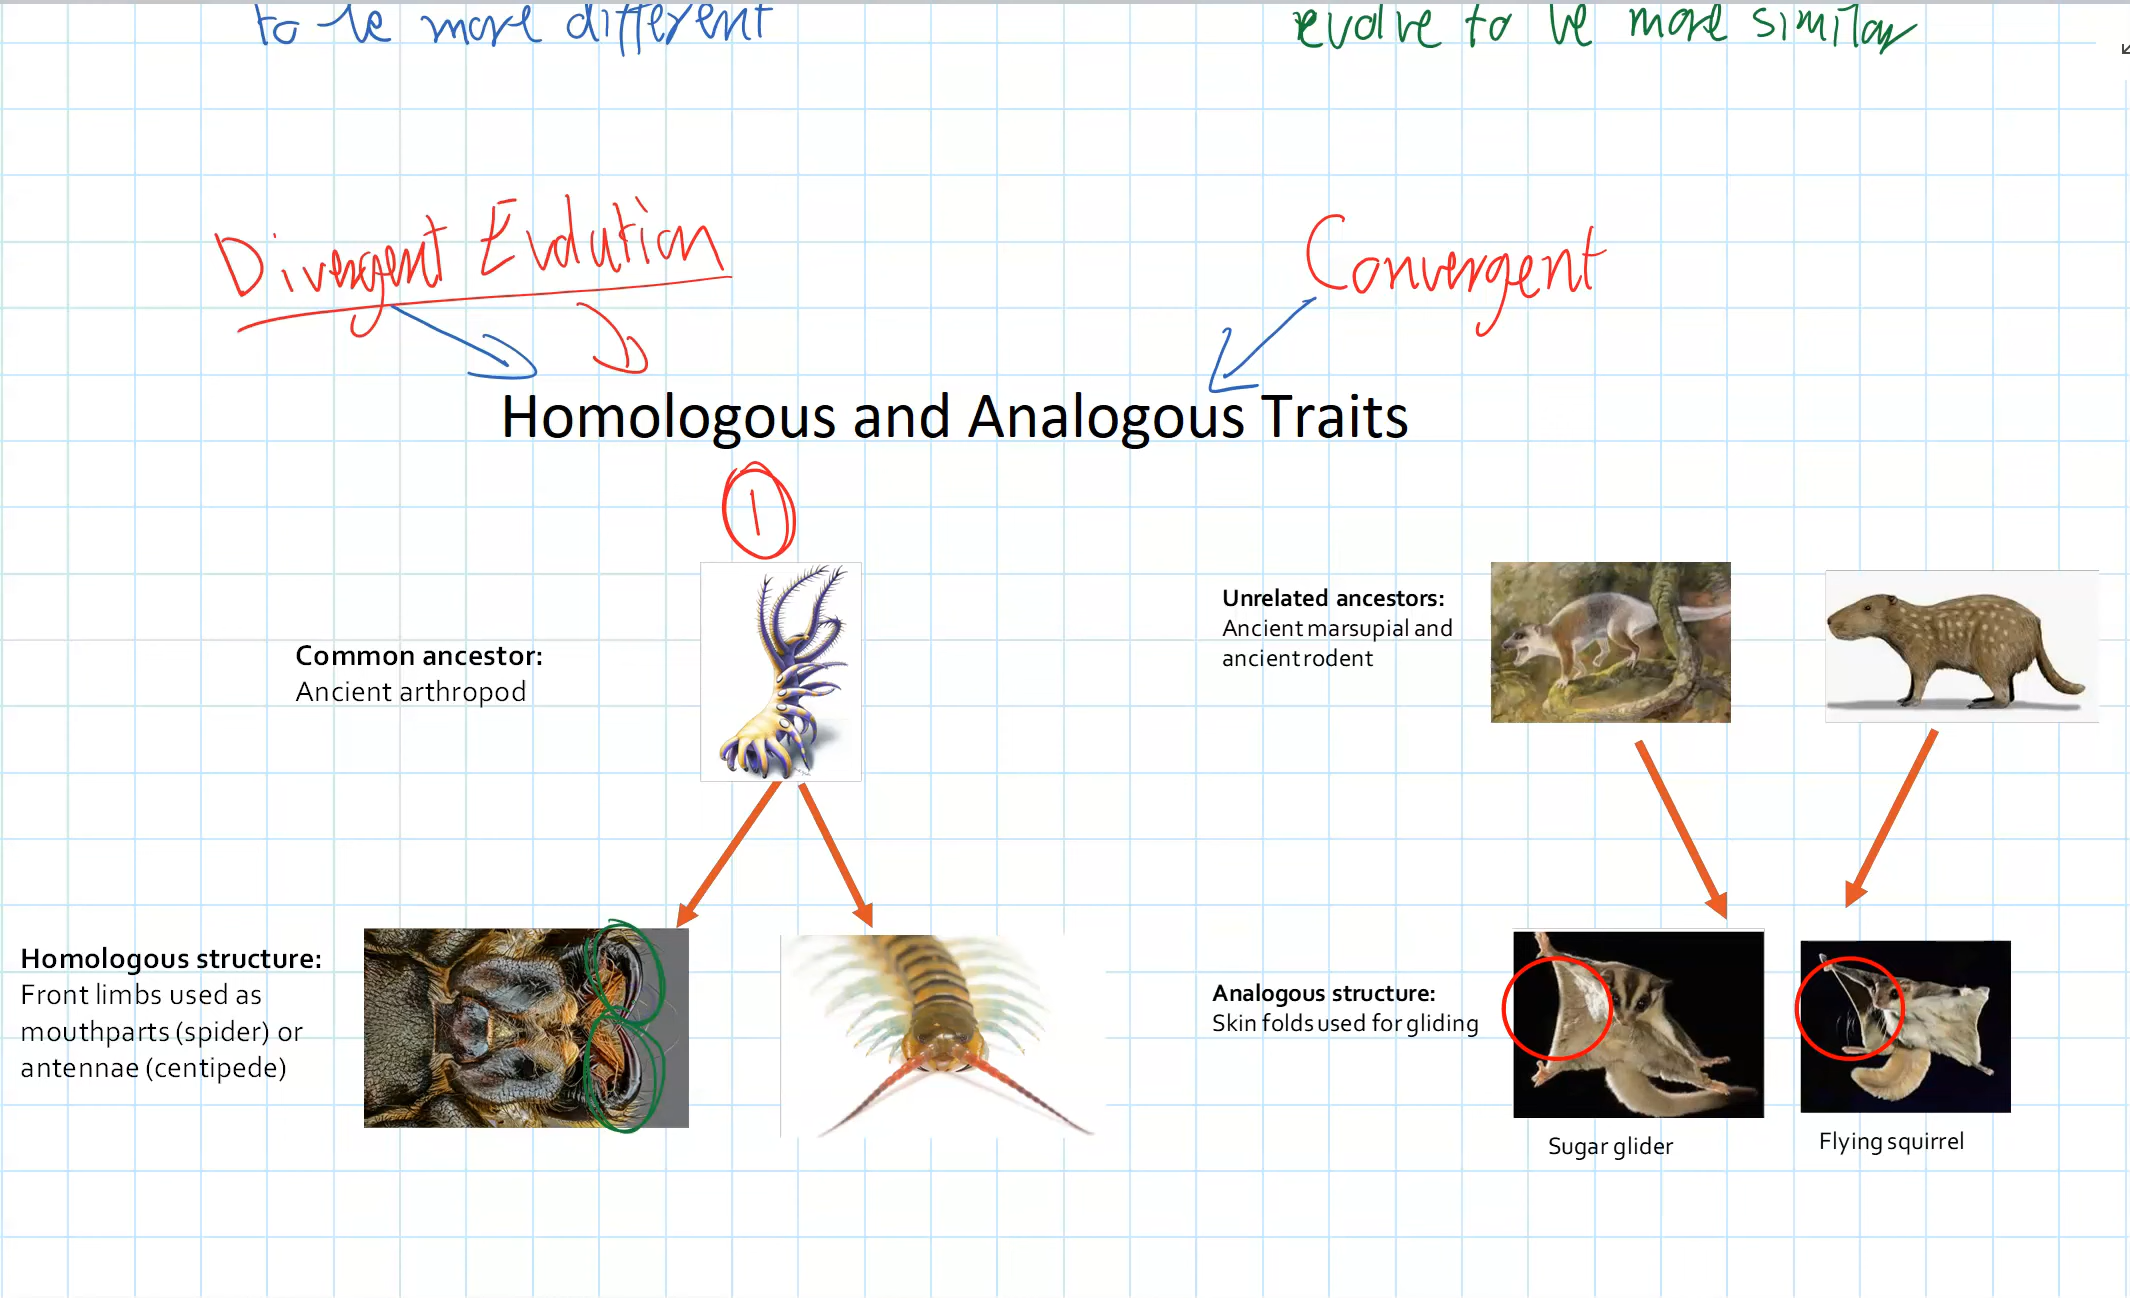 to be more different
evolve to be more similar
Divergent Evolution
Convergent
Homologous and Analogous Traits
1
Common ancestor:
Ancient arthropod
Unrelated ancestors:
Ancient marsupial and
ancient rodent
Homologous structure:
Front limbs used as
mouthparts (spider) or
antennae (centipede)
Analogous structure:
Skin folds used for gliding
Sugar glider
Flying squirrel